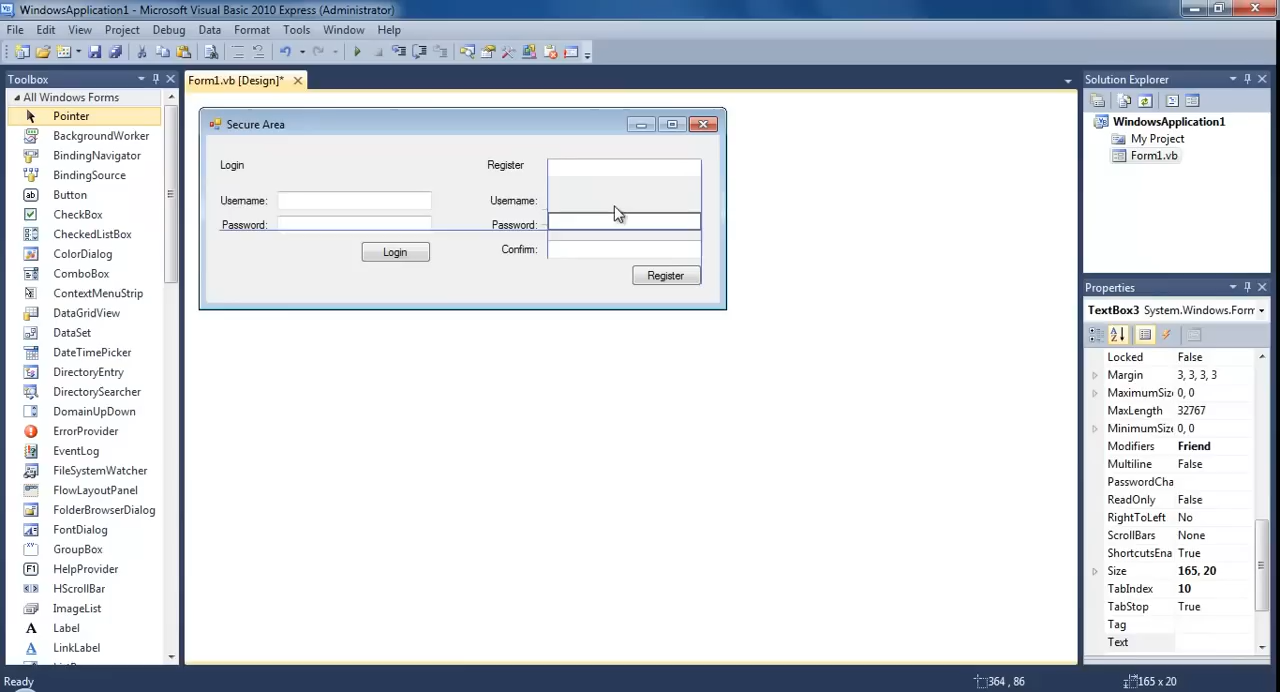 WindowsApplication1 - Microsoft Visual Basic 2010 Express (Administrator)
File Edit View Project Debug Data Format Window Tools Window Help
Toolbox
All Windows Forms
Pointer
BackgroundWorker
BindingNavigator
BindingSource
Button
CheckBox
CheckedListBox
ColorDialog
ComboBox
ContextMenuStrip
DataGridView
DataSet
DateTimePicker
DirectoryEntry
DirectorySearcher
DomainUpDown
ErrorProvider
EventLog
FileSystemWatcher
FlowLayoutPanel
FolderBrowserDialog
FontDialog
GroupBox
HelpProvider
HScrollBar
ImageList
Label
LinkLabel
Form1.vb [Design]*
Secure Area
Login
Username:
Password:
Login
Register
Username:
Password:
Confirm:
Register
Solution Explorer
WindowsApplication1
My Project
Form1.vb
Properties
TextBox3 System.Windows.Form
Locked False
Margin 3, 3, 3, 3
MaximumSiz 0, 0
MaxLength 32767
MinimumSiz 0, 0
Modifiers Friend
Multiline False
PasswordCha
ReadOnly False
RightToLeft No
ScrollBars None
ShortcutsEna True
Size 165, 20
TabIndex 10
TabStop True
Tag
Text
Ready
364 , 86
165 x 20